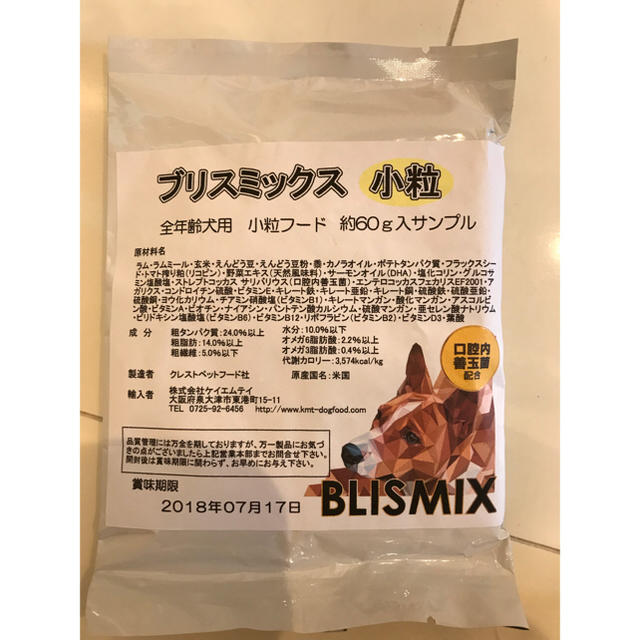 ブリスミックス 小粒
全年齢犬用 小粒フード 約60g入サンプル
原材料名
ラム・ラムミール・玄米・えんどう豆・えんどう豆粉・黍・カノラオイル・ポテトタンパク質・フラックスシー
ド・トマト搾り粕(リコピン)・野菜エキス(天然風味料)・サーモンオイル(DHA)・塩化コリン・グルコサ
ミン塩酸塩・ストレプトコッカス サリバリウス(口腔内善玉菌)・エンテロコッカスフェカリスEF2001・ア
ガリクス・コンドロイチン硫酸・ビタミンE・キレート鉄・キレート亜鉛・キレート銅・硫酸鉄・硫酸亜鉛・
硫酸銅・ヨウ化カリウム・チアミン硝酸塩(ビタミンB1)・キレートマンガン・酸化マンガン・アスコルビ
ン酸・ビタミンA・ビオチン・ナイアシン・パントテン酸カルシウム・硫酸マンガン・亜セレン酸ナトリウム
・ピリドキシン塩酸塩(ビタミンB6)・ビタミンB12・リボフラビン(ビタミンB2)・ビタミンD3・葉酸
成 分 粗タンパク質:24.0%以上 水分:10.0%以下
粗脂肪:14.0%以上 オメガ6脂肪酸:2.2%以上
粗繊維:5.0%以下 オメガ3脂肪酸:0.4%以上
代謝カロリー:3,574kcal/kg
製造者 クレストペットフード社 原産国名:米国
輸入者 株式会社ケイエムテイ
大阪府泉大津市東港町15-11
TEL 0725-92-6456 http://www.kmt-dogfood.com
口腔内
善玉菌
配合
品質管理には万全を期しておりますが、万一製品にお気づ
きの点がございましたら上記営業本部までお問合せ下さい。
開封後は賞味期限に関わらず、お早めにお与え下さい。
賞味期限
2018年07月17日
BLISMIX